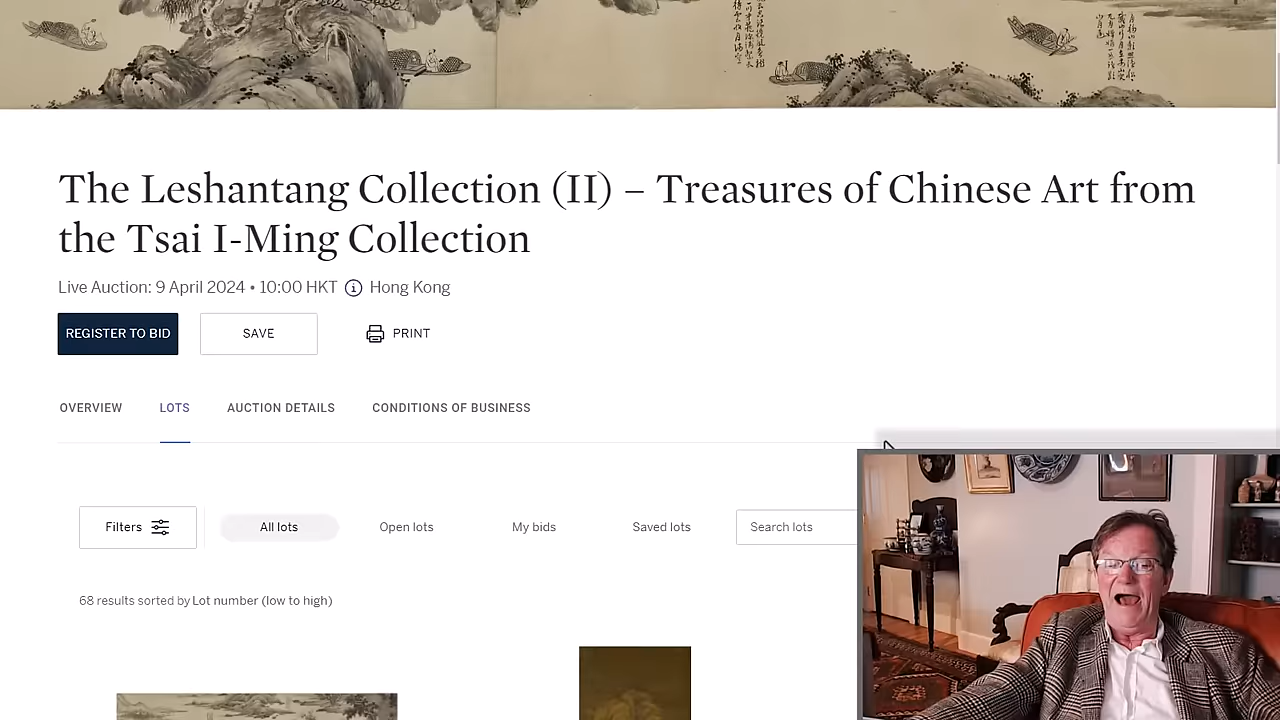 The Leshantang Collection (II) – Treasures of Chinese Art from
the Tsai I-Ming Collection
Live Auction: 9 April 2024 • 10:00 HKT Hong Kong
REGISTER TO BID SAVE PRINT
OVERVIEW LOTS AUCTION DETAILS CONDITIONS OF BUSINESS
Filters All lots Open lots My bids Saved lots Search lots
68 results sorted by Lot number (low to high)